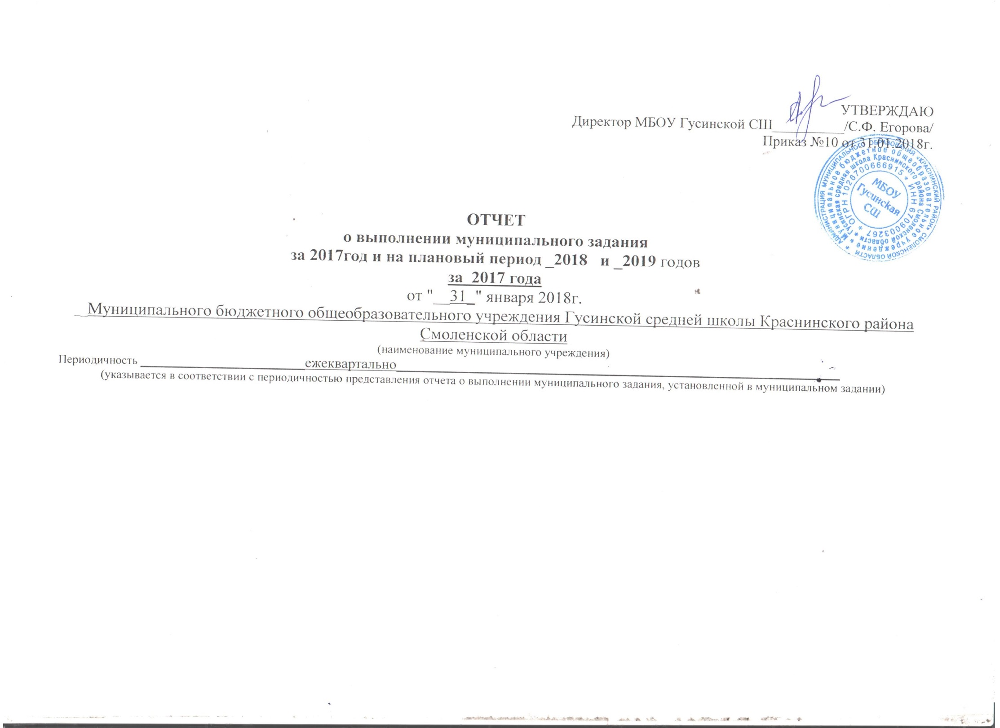 УТВЕРЖДАЮ
Директор МБОУ Гусинской СШ___________/С.Ф. Егорова/
Приказ №10 от 31.01.2018г.
АДМИНИСТРАЦИЯ МУНИЦИПАЛЬНОГО ОБРАЗОВАНИЯ «КРАСНИНСКИЙ РАЙОН» СМОЛЕНСКОЙ ОБЛАСТИ *
Муниципальное бюджетное общеобразовательное учреждение *
Гусинская средняя школа Краснинского района Смоленской области *
ОГРН 1026700666915 * ИНН 6709003267 *
МБОУ
Гусинская
СШ
ОТЧЕТ
о выполнении муниципального задания
за 2017год и на плановый период _2018 и _2019 годов
за 2017 года
от "__31_" января 2018г.
__Муниципального бюджетного общеобразовательного учреждения Гусинской средней школы Краснинского района
Смоленской области
(наименование муниципального учреждения)
Периодичность _________________________ежеквартально_________________________
(указывается в соответствии с периодичностью представления отчета о выполнении муниципального задания, установленной в муниципальном задании)